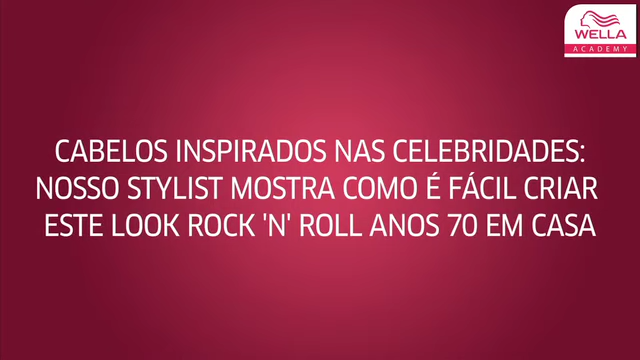 WELLA
ACADEMY
CABELOS INSPIRADOS NAS CELEBRIDADES:
NOSSO STYLIST MOSTRA COMO É FÁCIL CRIAR
ESTE LOOK ROCK 'N' ROLL ANOS 70 EM CASA